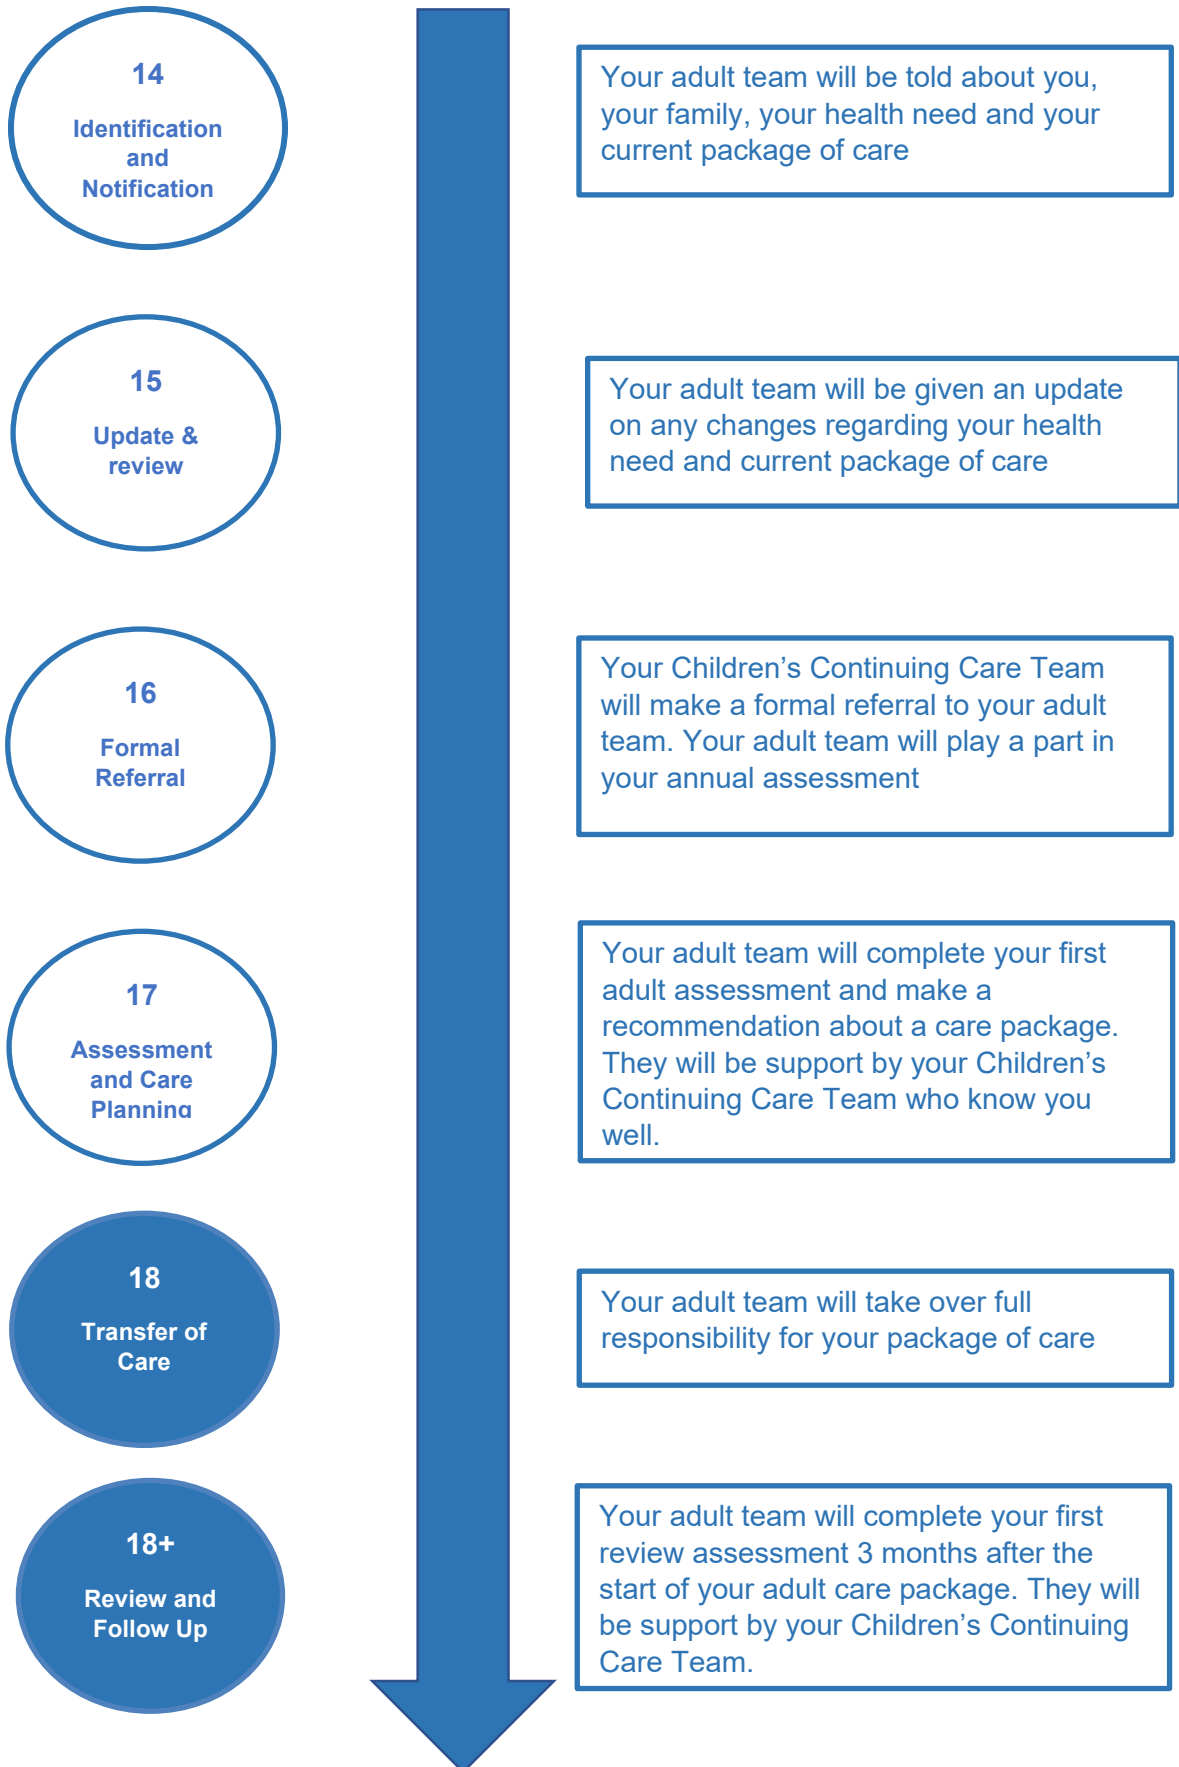 14
Identification
and
Notification
Your adult team will be told about you,
your family, your health need and your
current package of care
15
Update &
review
Your adult team will be given an update
on any changes regarding your health
need and current package of care
16
Formal
Referral
Your Children’s Continuing Care Team
will make a formal referral to your adult
team. Your adult team will play a part in
your annual assessment
17
Assessment
and Care
Planning
Your adult team will complete your first
adult assessment and make a
recommendation about a care package.
They will be support by your Children’s
Continuing Care Team who know you
well.
18
Transfer of
Care
Your adult team will take over full
responsibility for your package of care
18+
Review and
Follow Up
Your adult team will complete your first
review assessment 3 months after the
start of your adult care package. They will
be support by your Children’s Continuing
Care Team.